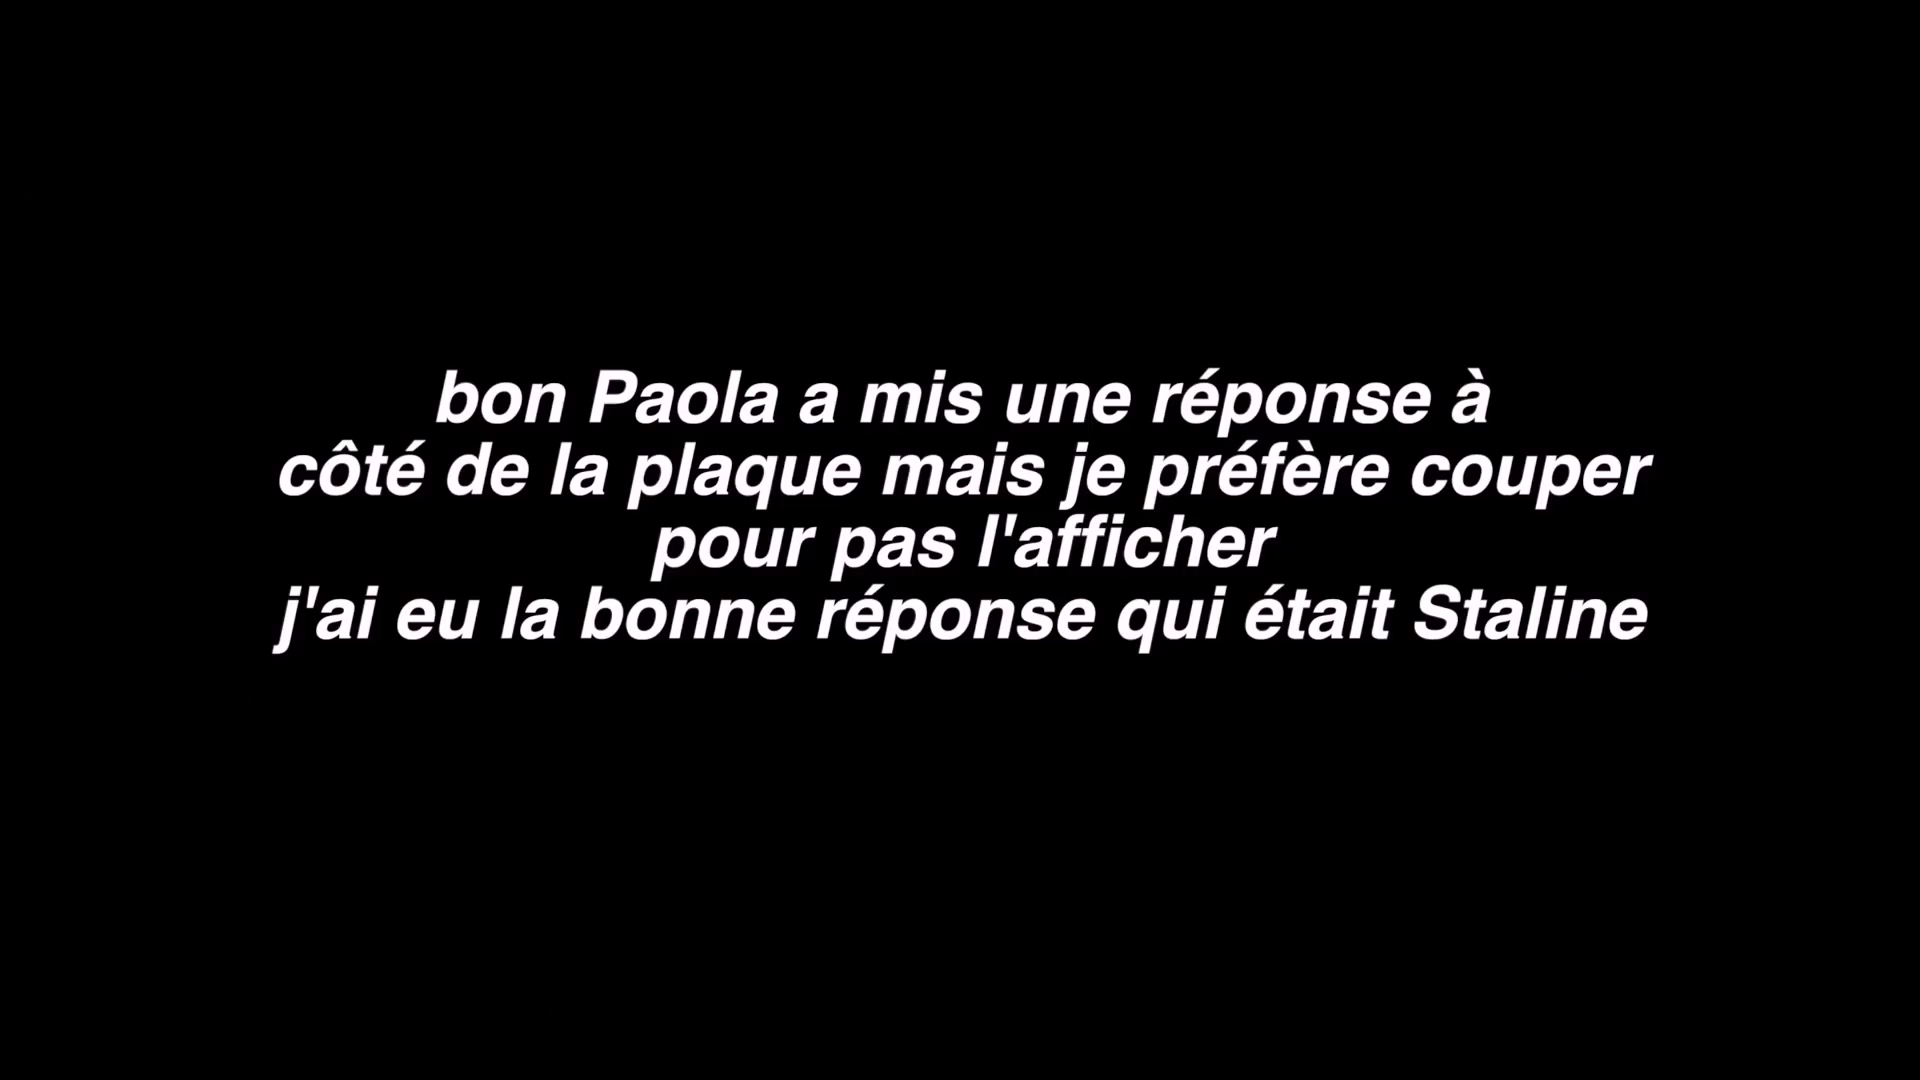 bon Paola a mis une réponse à
côté de la plaque mais je préfère couper
pour pas l'afficher
j'ai eu la bonne réponse qui était Staline